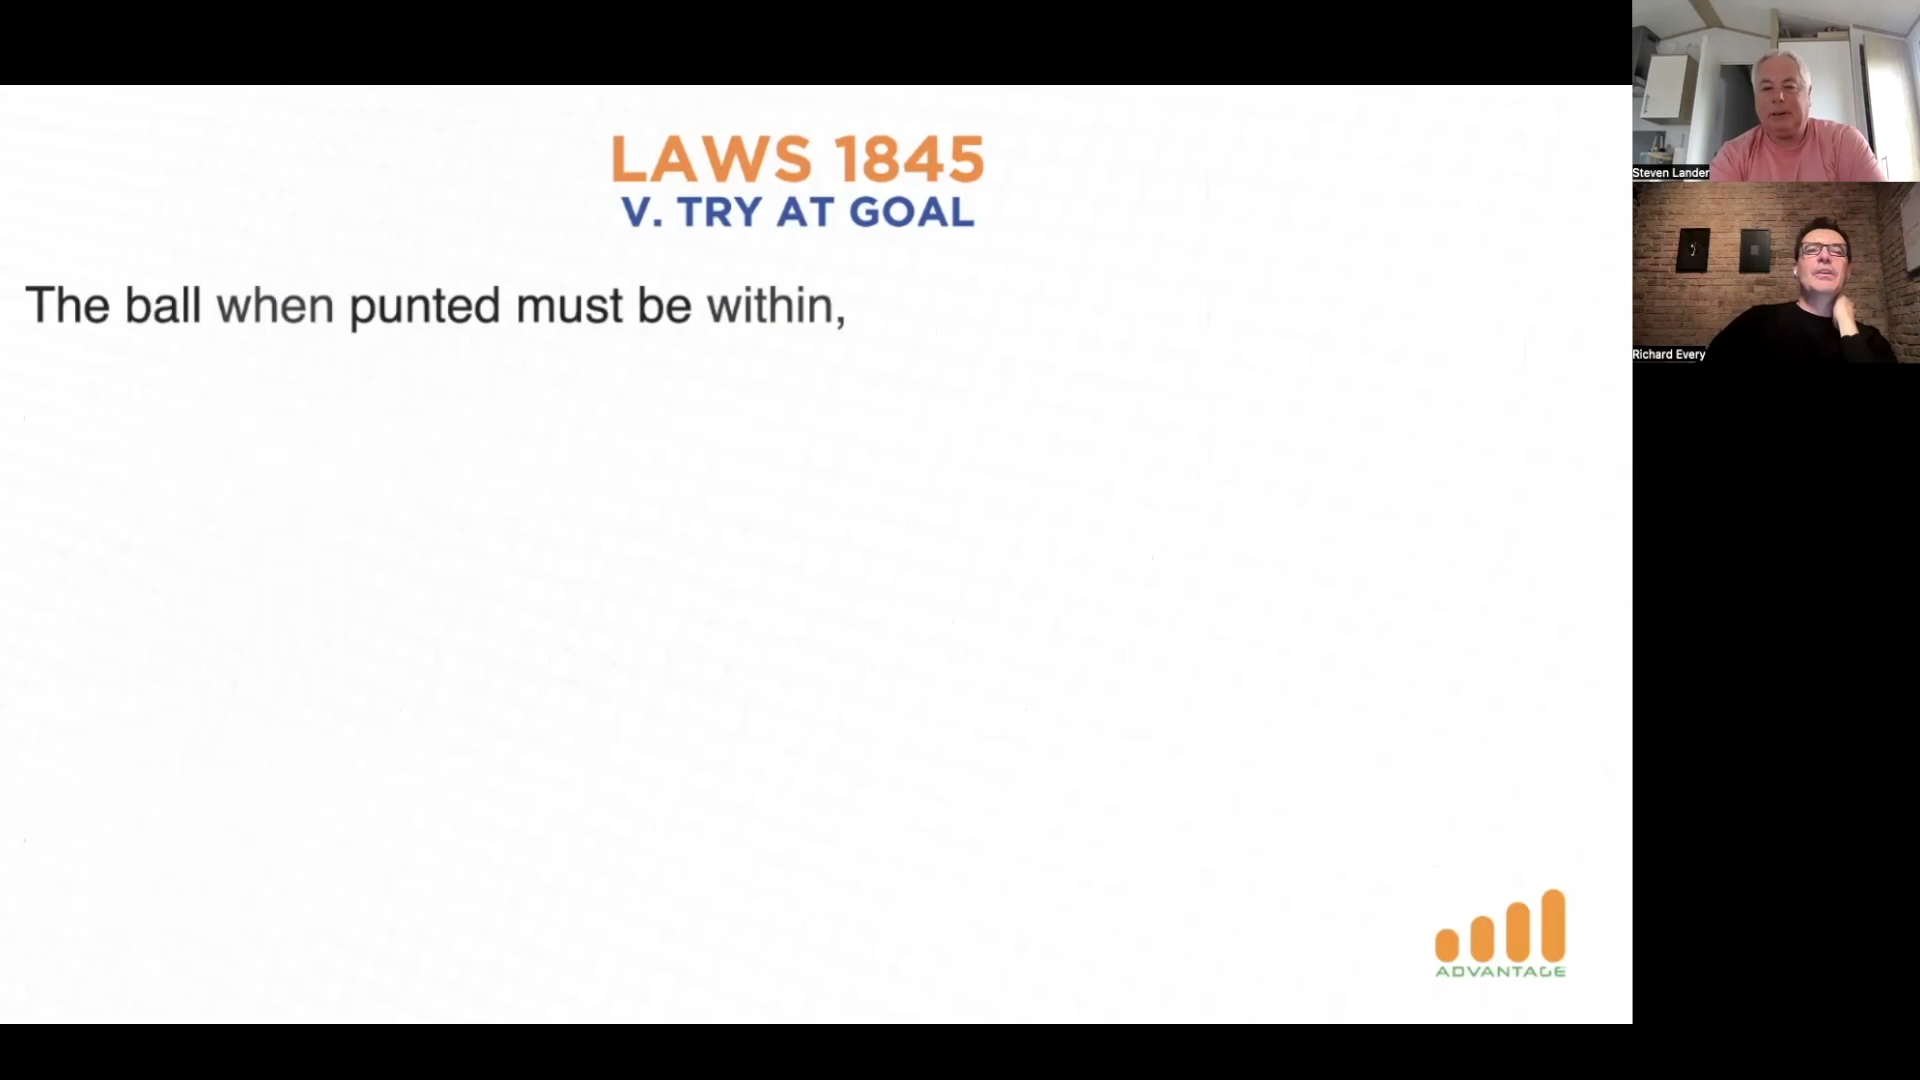 LAWS 1845
V. TRY AT GOAL
The ball when punted must be within,
ADVANTAGE
Steven Lander
Richard Every